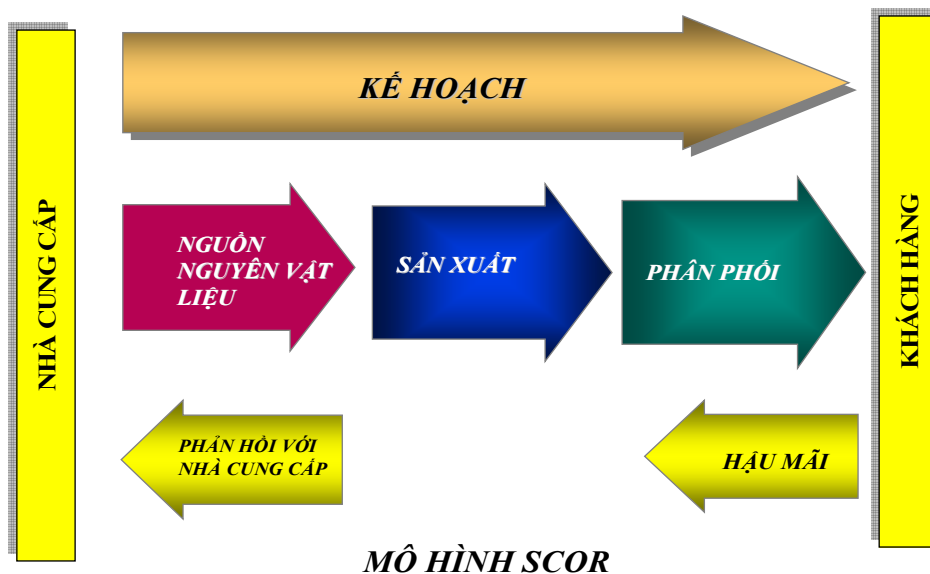 KẾ HOẠCH
NHÀ CUNG CẤP
NGUỒN
NGUYÊN VẬT
LIỆU
SẢN XUẤT
PHÂN PHỐI
KHÁCH HÀNG
PHẢN HỒI VỚI
NHÀ CUNG CẤP
HẬU MÃI
MÔ HÌNH SCOR